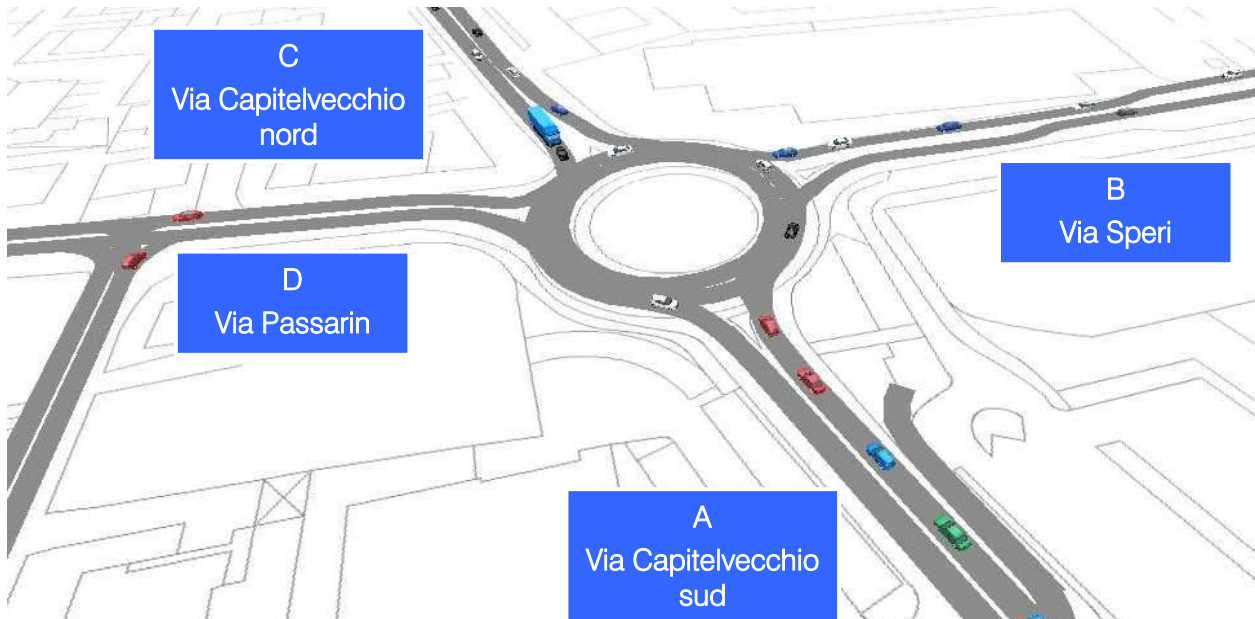 C
Via Capitelvecchio
nord
B
Via Speri
D
Via Passarin
A
Via Capitelvecchio
sud